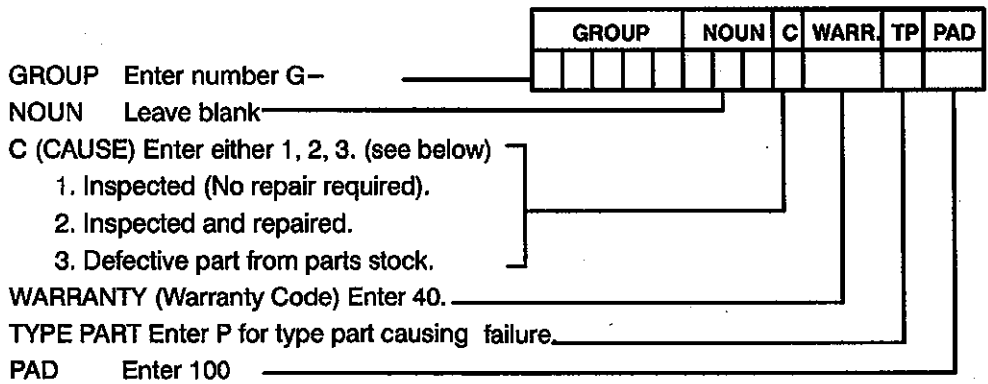 GROUP NOUN C WARR. TP PAD
GROUP Enter number G–
NOUN Leave blank
C (CAUSE) Enter either 1, 2, 3. (see below)
1. Inspected (No repair required).
2. Inspected and repaired.
3. Defective part from parts stock.
WARRANTY (Warranty Code) Enter 40.
TYPE PART Enter P for type part causing failure.
PAD Enter 100